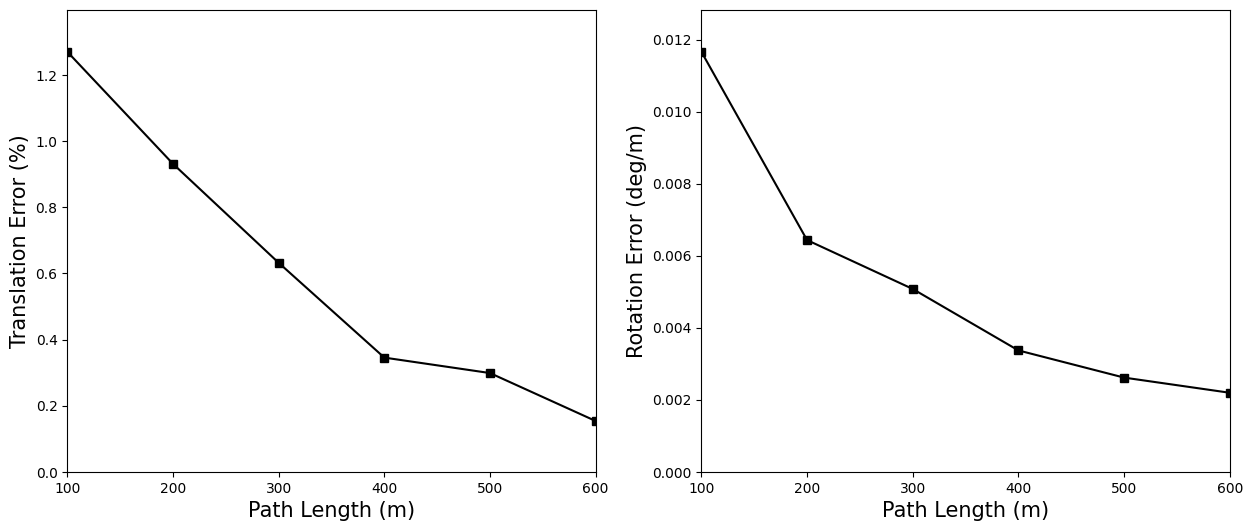 Translation Error (%)
1.2
1.0
0.8
0.6
0.4
0.2
0.0
100 200 300 400 500 600
Path Length (m)
Rotation Error (deg/m)
0.012
0.010
0.008
0.006
0.004
0.002
0.000
100 200 300 400 500 600
Path Length (m)